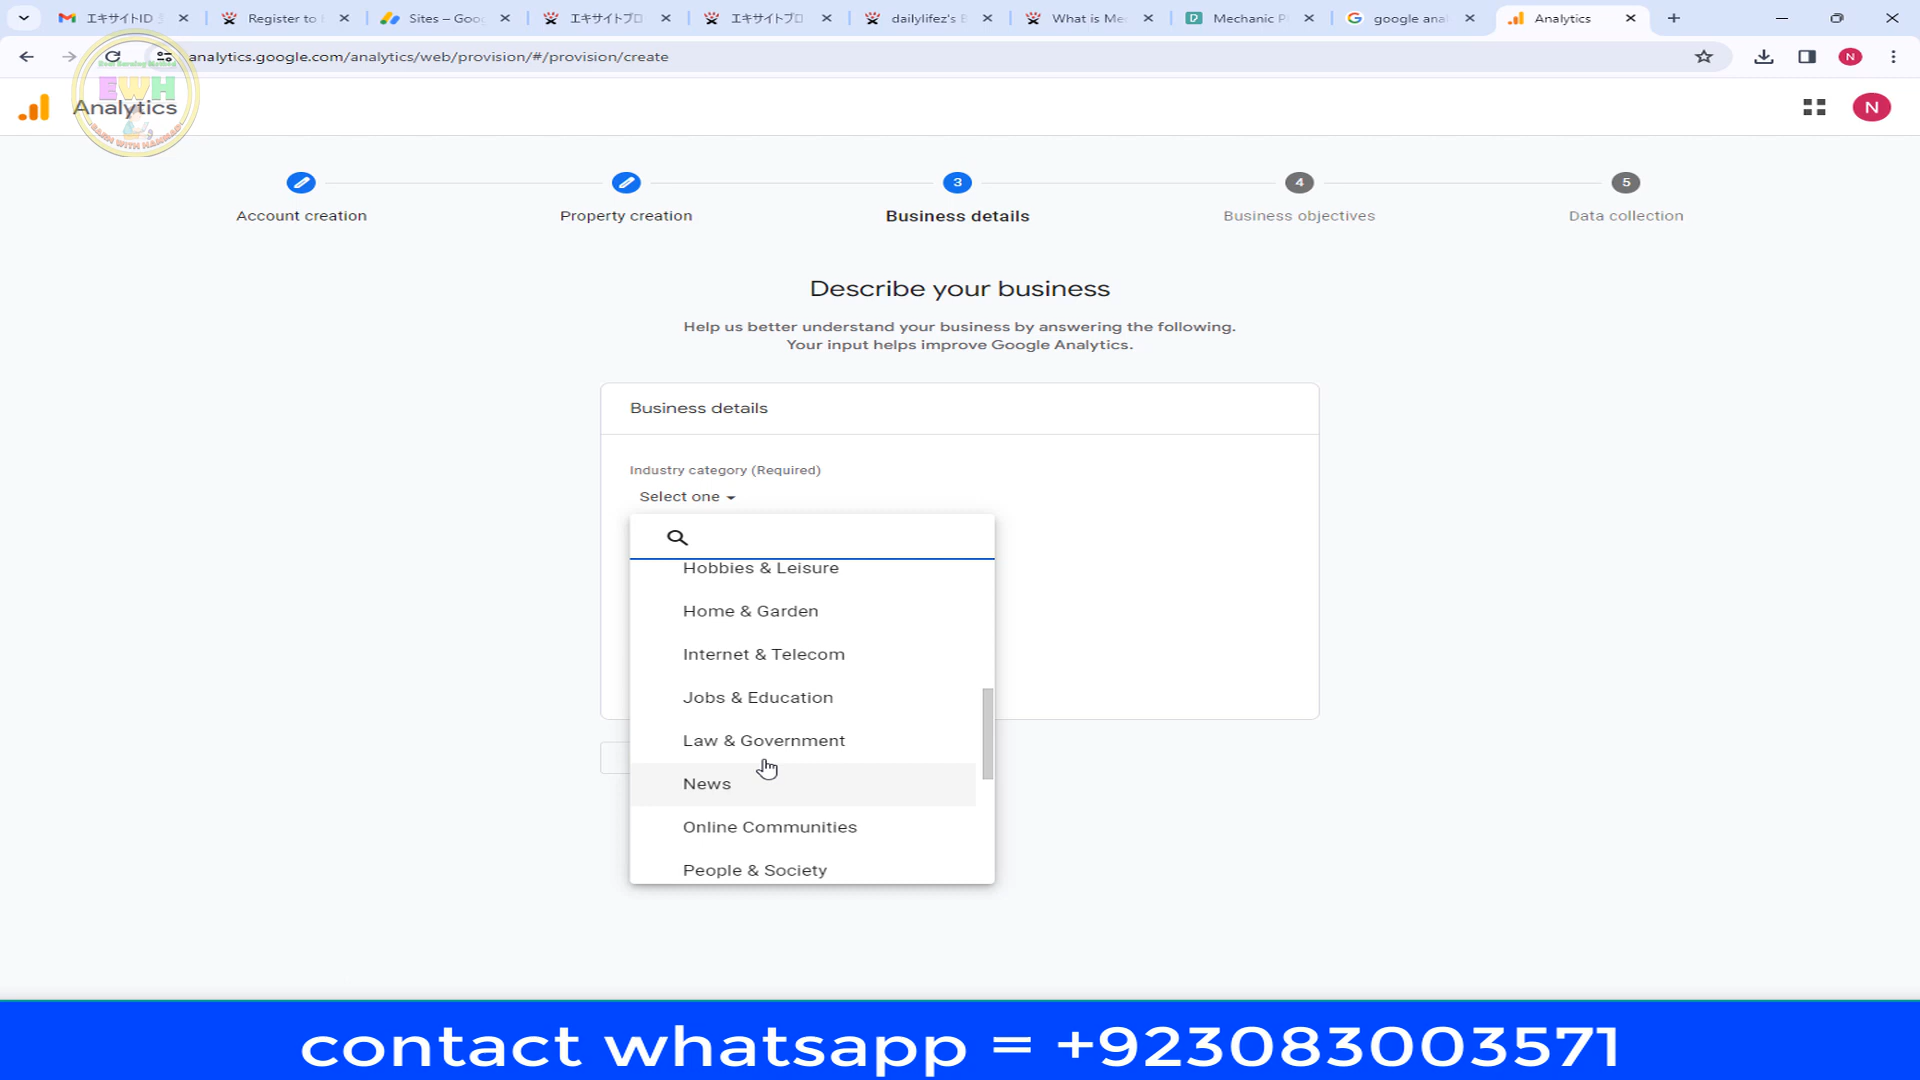 エキサイトID
Register to
Sites – Goo
エキサイトブロ
エキサイトブロ
dailylifez's
What is Me
Mechanic P
google anal
Analytics
analytics.google.com/analytics/web/provision/#/provision/create
N
EWH
EARN WITH HAMMAD
Analytics
N
3
4
5
Account creation
Property creation
Business details
Business objectives
Data collection
Describe your business
Help us better understand your business by answering the following.
Your input helps improve Google Analytics.
Business details
Industry category (Required)
Select one
Hobbies & Leisure
Home & Garden
Internet & Telecom
Jobs & Education
Law & Government
News
Online Communities
People & Society
contact whatsapp = +923083003571